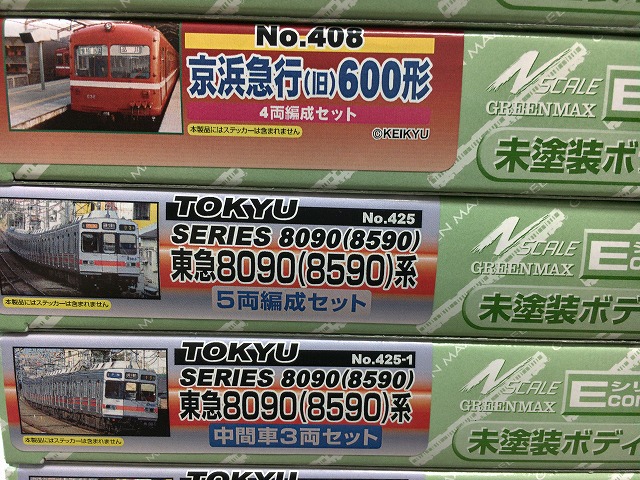 No.408
京浜急行(旧)600形
4両編成セット
©KEIKYU
本製品にはステッカーは含まれません
N SCALE
GREENMAX
E
未塗装ボディ
TOKYU
No.425
SERIES 8090(8590)
東急8090(8590)系
5両編成セット
本製品にはステッカーは含まれません
N SCALE
GREENMAX
E
未塗装ボディ
TOKYU
No.425-1
SERIES 8090(8590)
東急8090(8590)系
中間車3両セット
本製品にはステッカーは含まれません
N SCALE
GREENMAX
Eシリ
未塗装ボディ
TOKYU